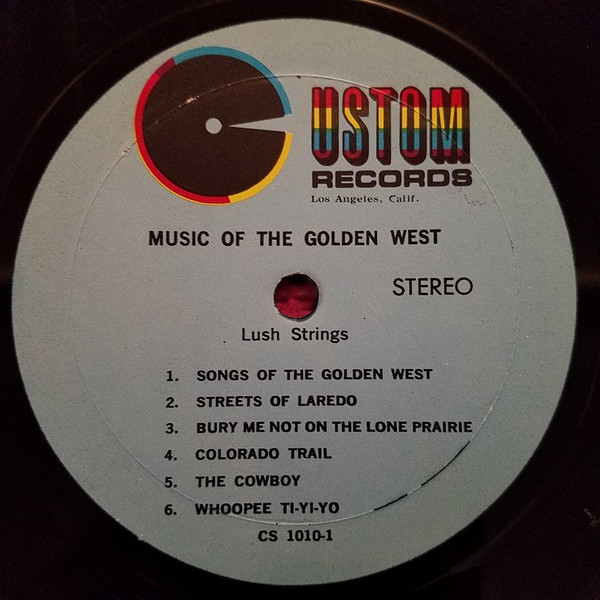 CUSTOM
RECORDS
Los Angeles, Calif.
MUSIC OF THE GOLDEN WEST
STEREO
Lush Strings
1. SONGS OF THE GOLDEN WEST
2. STREETS OF LAREDO
3. BURY ME NOT ON THE LONE PRAIRIE
4. COLORADO TRAIL
5. THE COWBOY
6. WHOOPEE TI-YI-YO
CS 1010-1